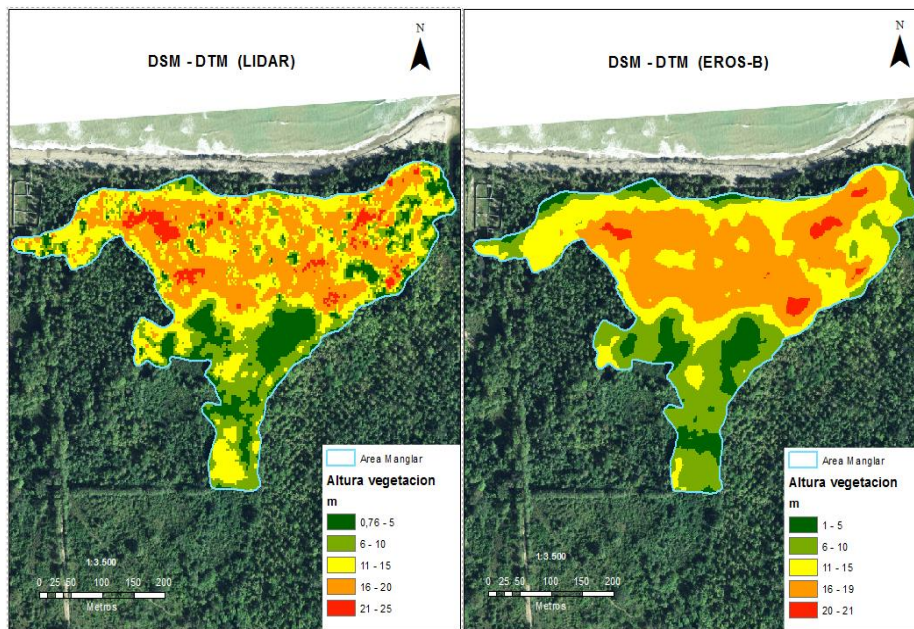 N
DSM - DTM (LIDAR)
Area Manglar
Altura vegetacion
m
0,76 - 5
6 - 10
11 - 15
16 - 20
21 - 25
1:3.500
0 25 50 100 150 200
Metros
N
DSM - DTM (EROS-B)
Area Manglar
Altura vegetacion
m
1 - 5
6 - 10
11 - 15
16 - 19
20 - 21
1:3.500
0 25 50 100 150 200
Metros